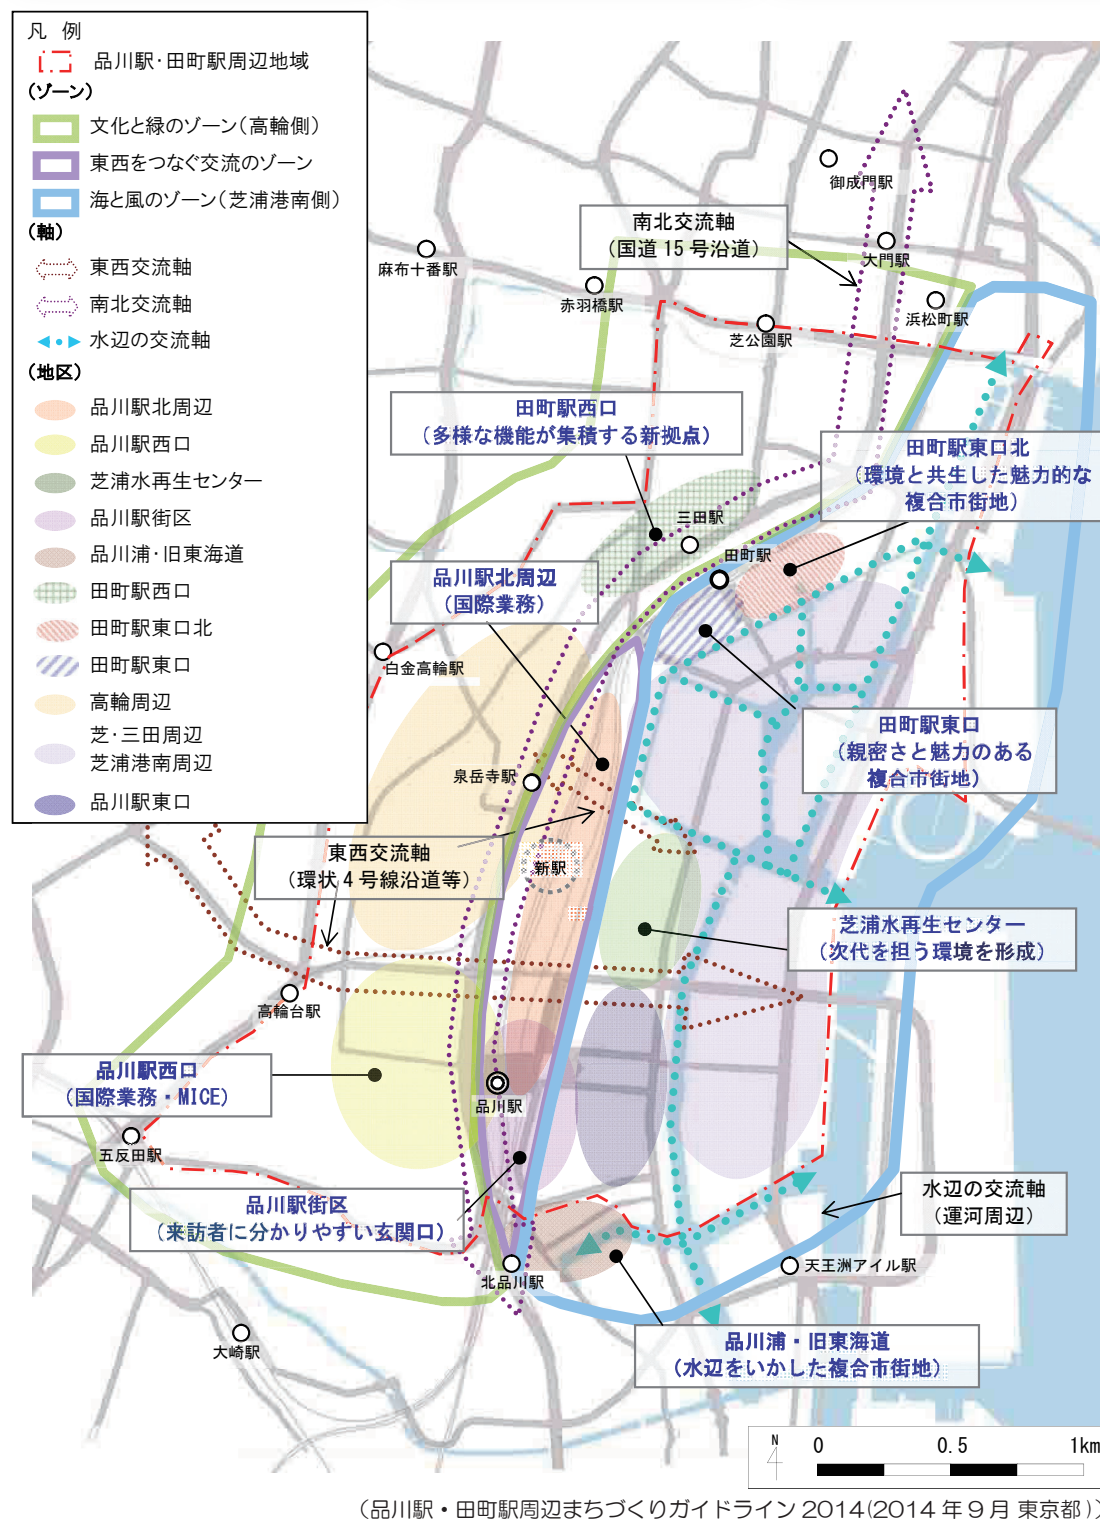 凡 例
品川駅・田町駅周辺地域
(ゾーン)
文化と緑のゾーン(高輪側)
東西をつなぐ交流のゾーン
海と風のゾーン(芝浦港南側)
(軸)
東西交流軸
南北交流軸
水辺の交流軸
(地区)
品川駅北周辺
品川駅西口
芝浦水再生センター
品川駅街区
品川浦・旧東海道
田町駅西口
田町駅東口北
田町駅東口
高輪周辺
芝・三田周辺
芝浦港南周辺
品川駅東口
御成門駅
南北交流軸
(国道15号沿道)
大門駅
麻布十番駅
赤羽橋駅
浜松町駅
芝公園駅
田町駅西口
(多様な機能が集積する新拠点)
田町駅東口北
(環境と共生した魅力的な
複合市街地)
三田駅
田町駅
品川駅北周辺
(国際業務)
白金高輪駅
田町駅東口
(親密さと魅力のある
複合市街地)
泉岳寺駅
東西交流軸
(環状4号線沿道等)
新駅
芝浦水再生センター
(次代を担う環境を形成)
高輪台駅
品川駅西口
(国際業務・MICE)
品川駅
五反田駅
品川駅街区
(来訪者に分かりやすい玄関口)
水辺の交流軸
(運河周辺)
北品川駅
天王洲アイル駅
大崎駅
品川浦・旧東海道
(水辺をいかした複合市街地)
N
0 0.5 1km
(品川駅・田町駅周辺まちづくりガイドライン2014(2014年9月 東京都))